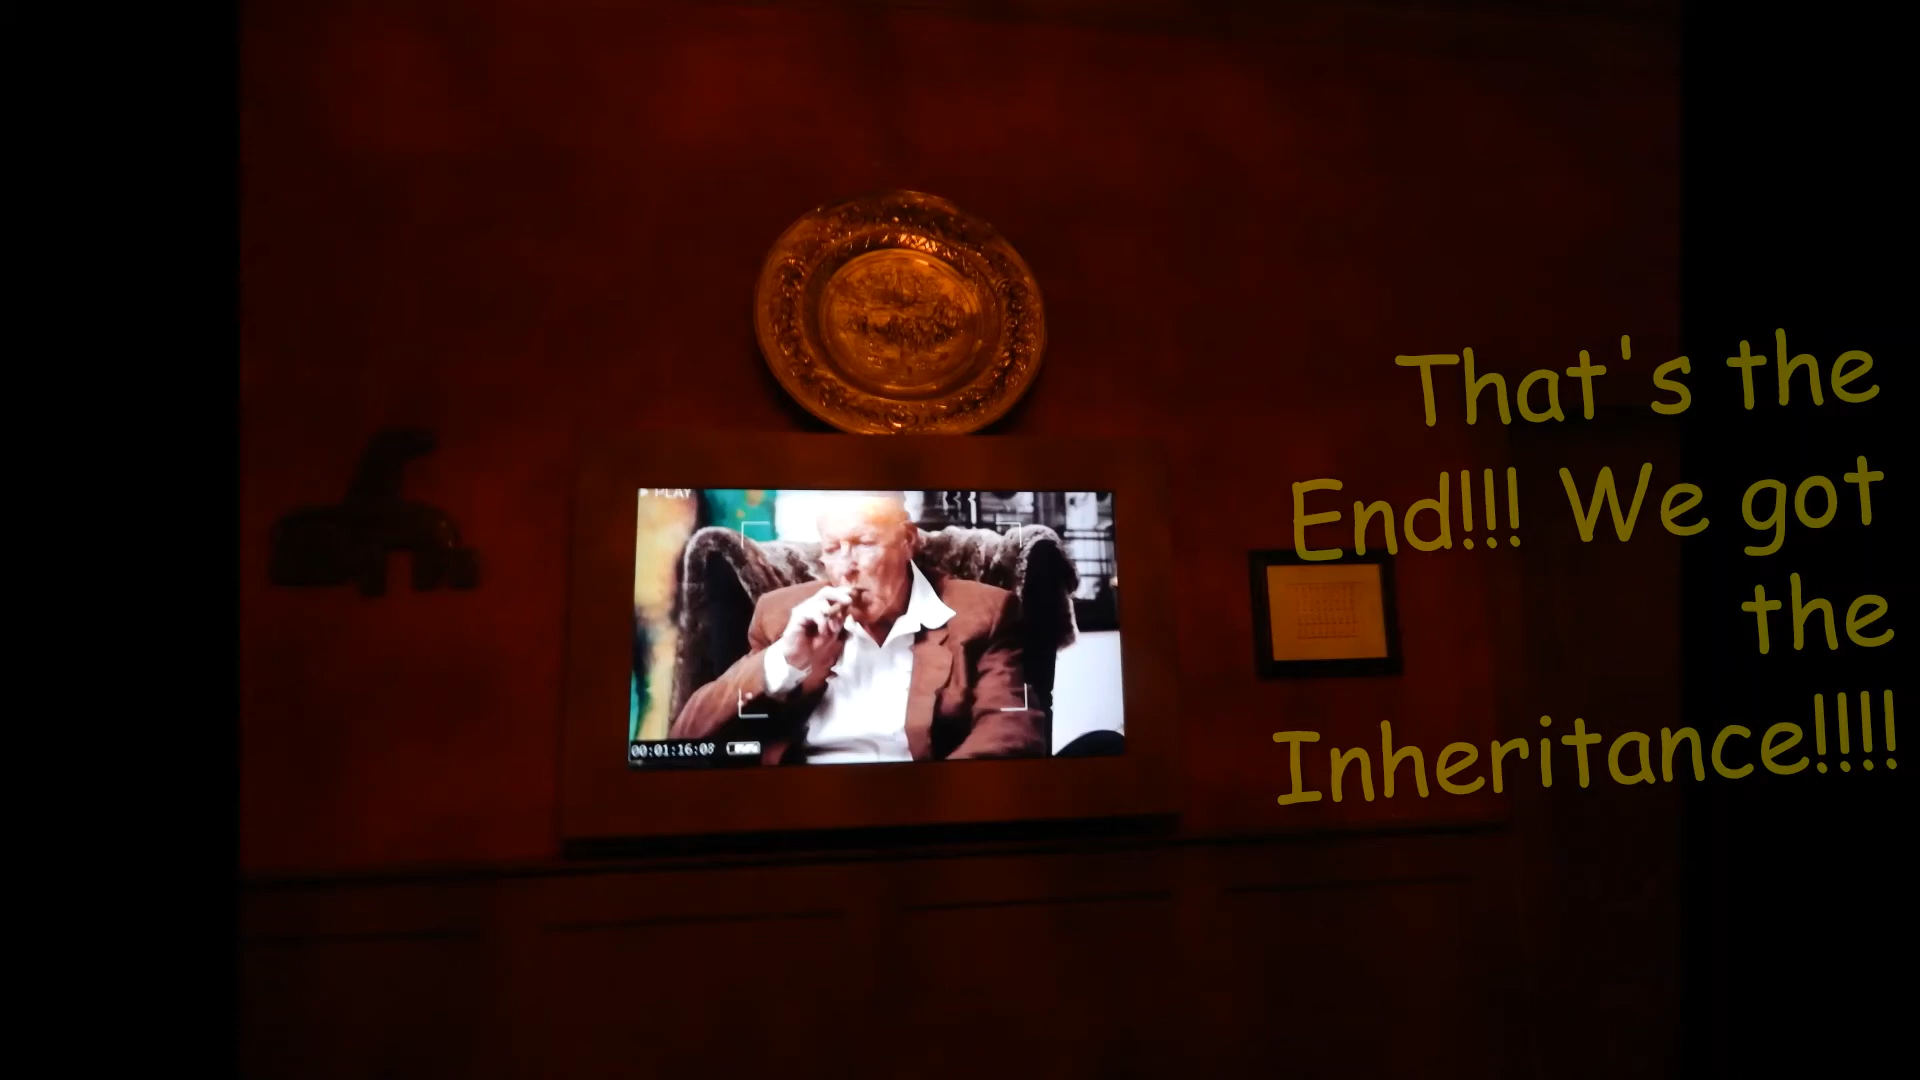 PLAY
That's the
End!!! We got
the
Inheritance!!!!
00:01:16:08